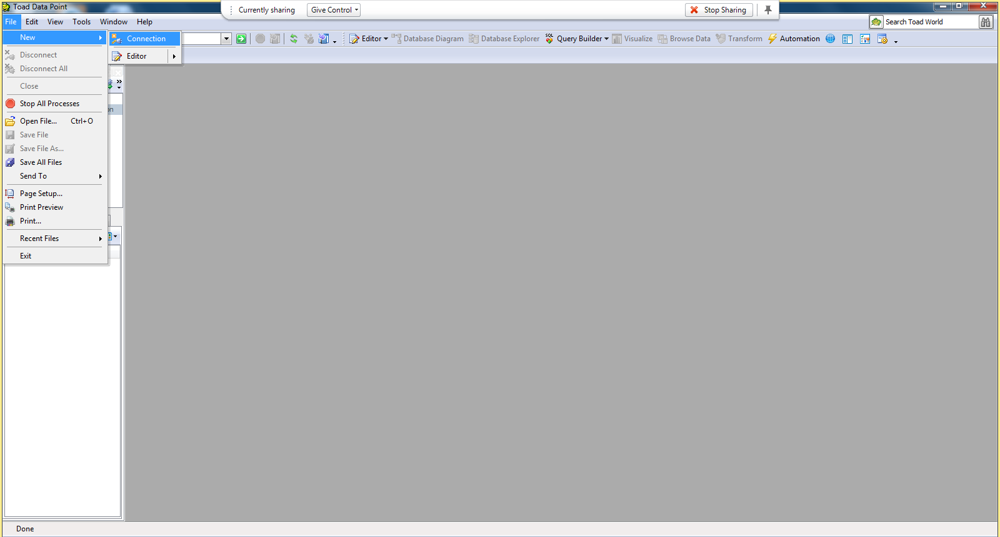 Toad Data Point
Currently sharing
Give Control
Stop Sharing
File Edit View Tools Window Help
Search Toad World
New
Connection
Editor
Database Diagram
Database Explorer
SQL
Query Builder
Visualize
Browse Data
Transform
Automation
Disconnect
Editor
Disconnect All
Close
Stop All Processes
on
Open File... Ctrl+O
Save File
Save File As...
Save All Files
Send To
Page Setup...
Print Preview
Print...
Recent Files
Exit
Done